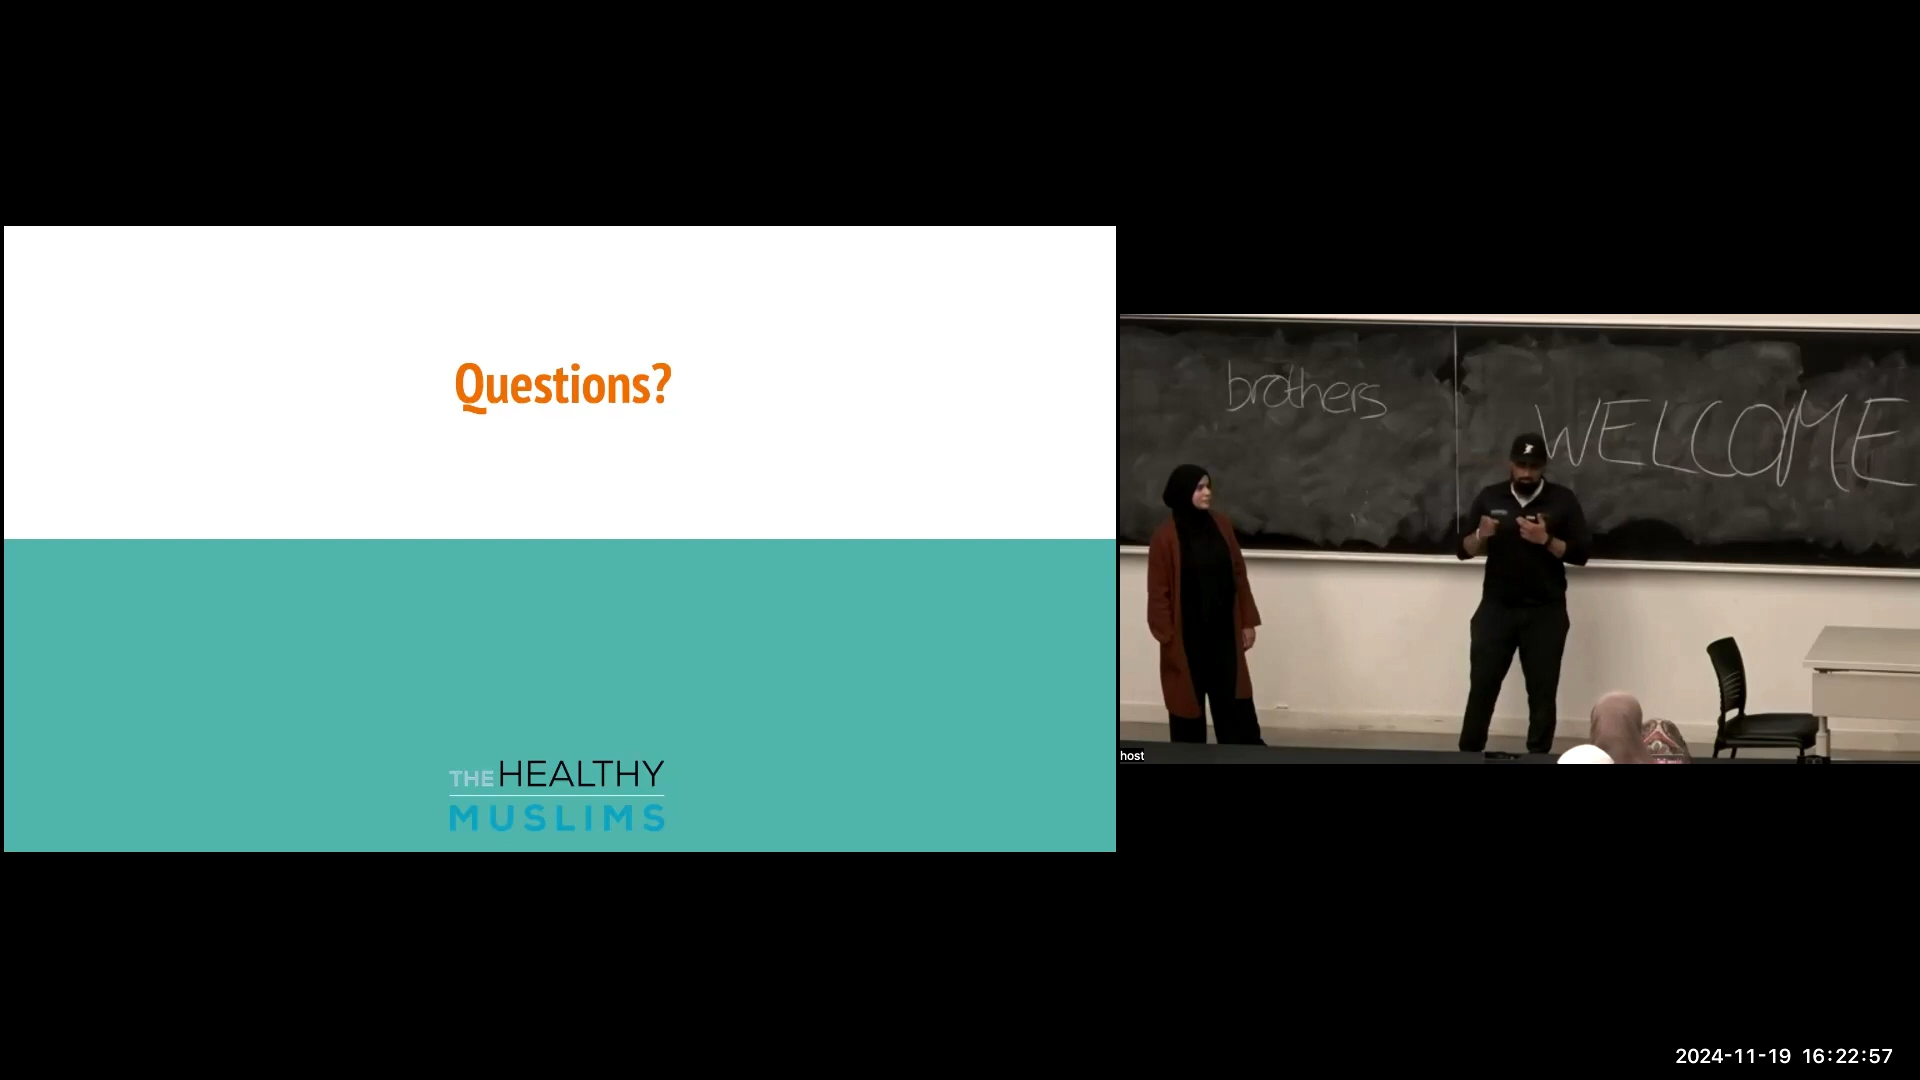 Questions?
THE HEALTHY
MUSLIMS
brothers
WELCOME
host
2024-11-19 16:22:57